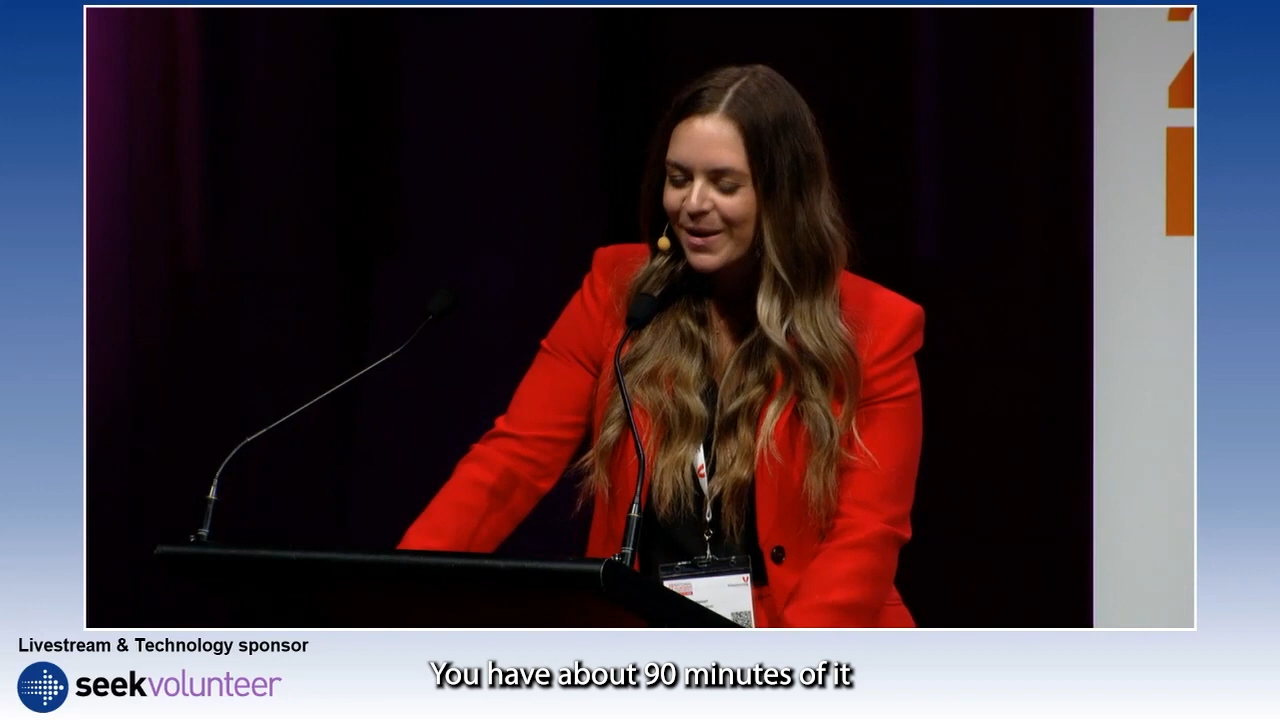 Livestream & Technology sponsor
seekvolunteer
You have about 90 minutes of it